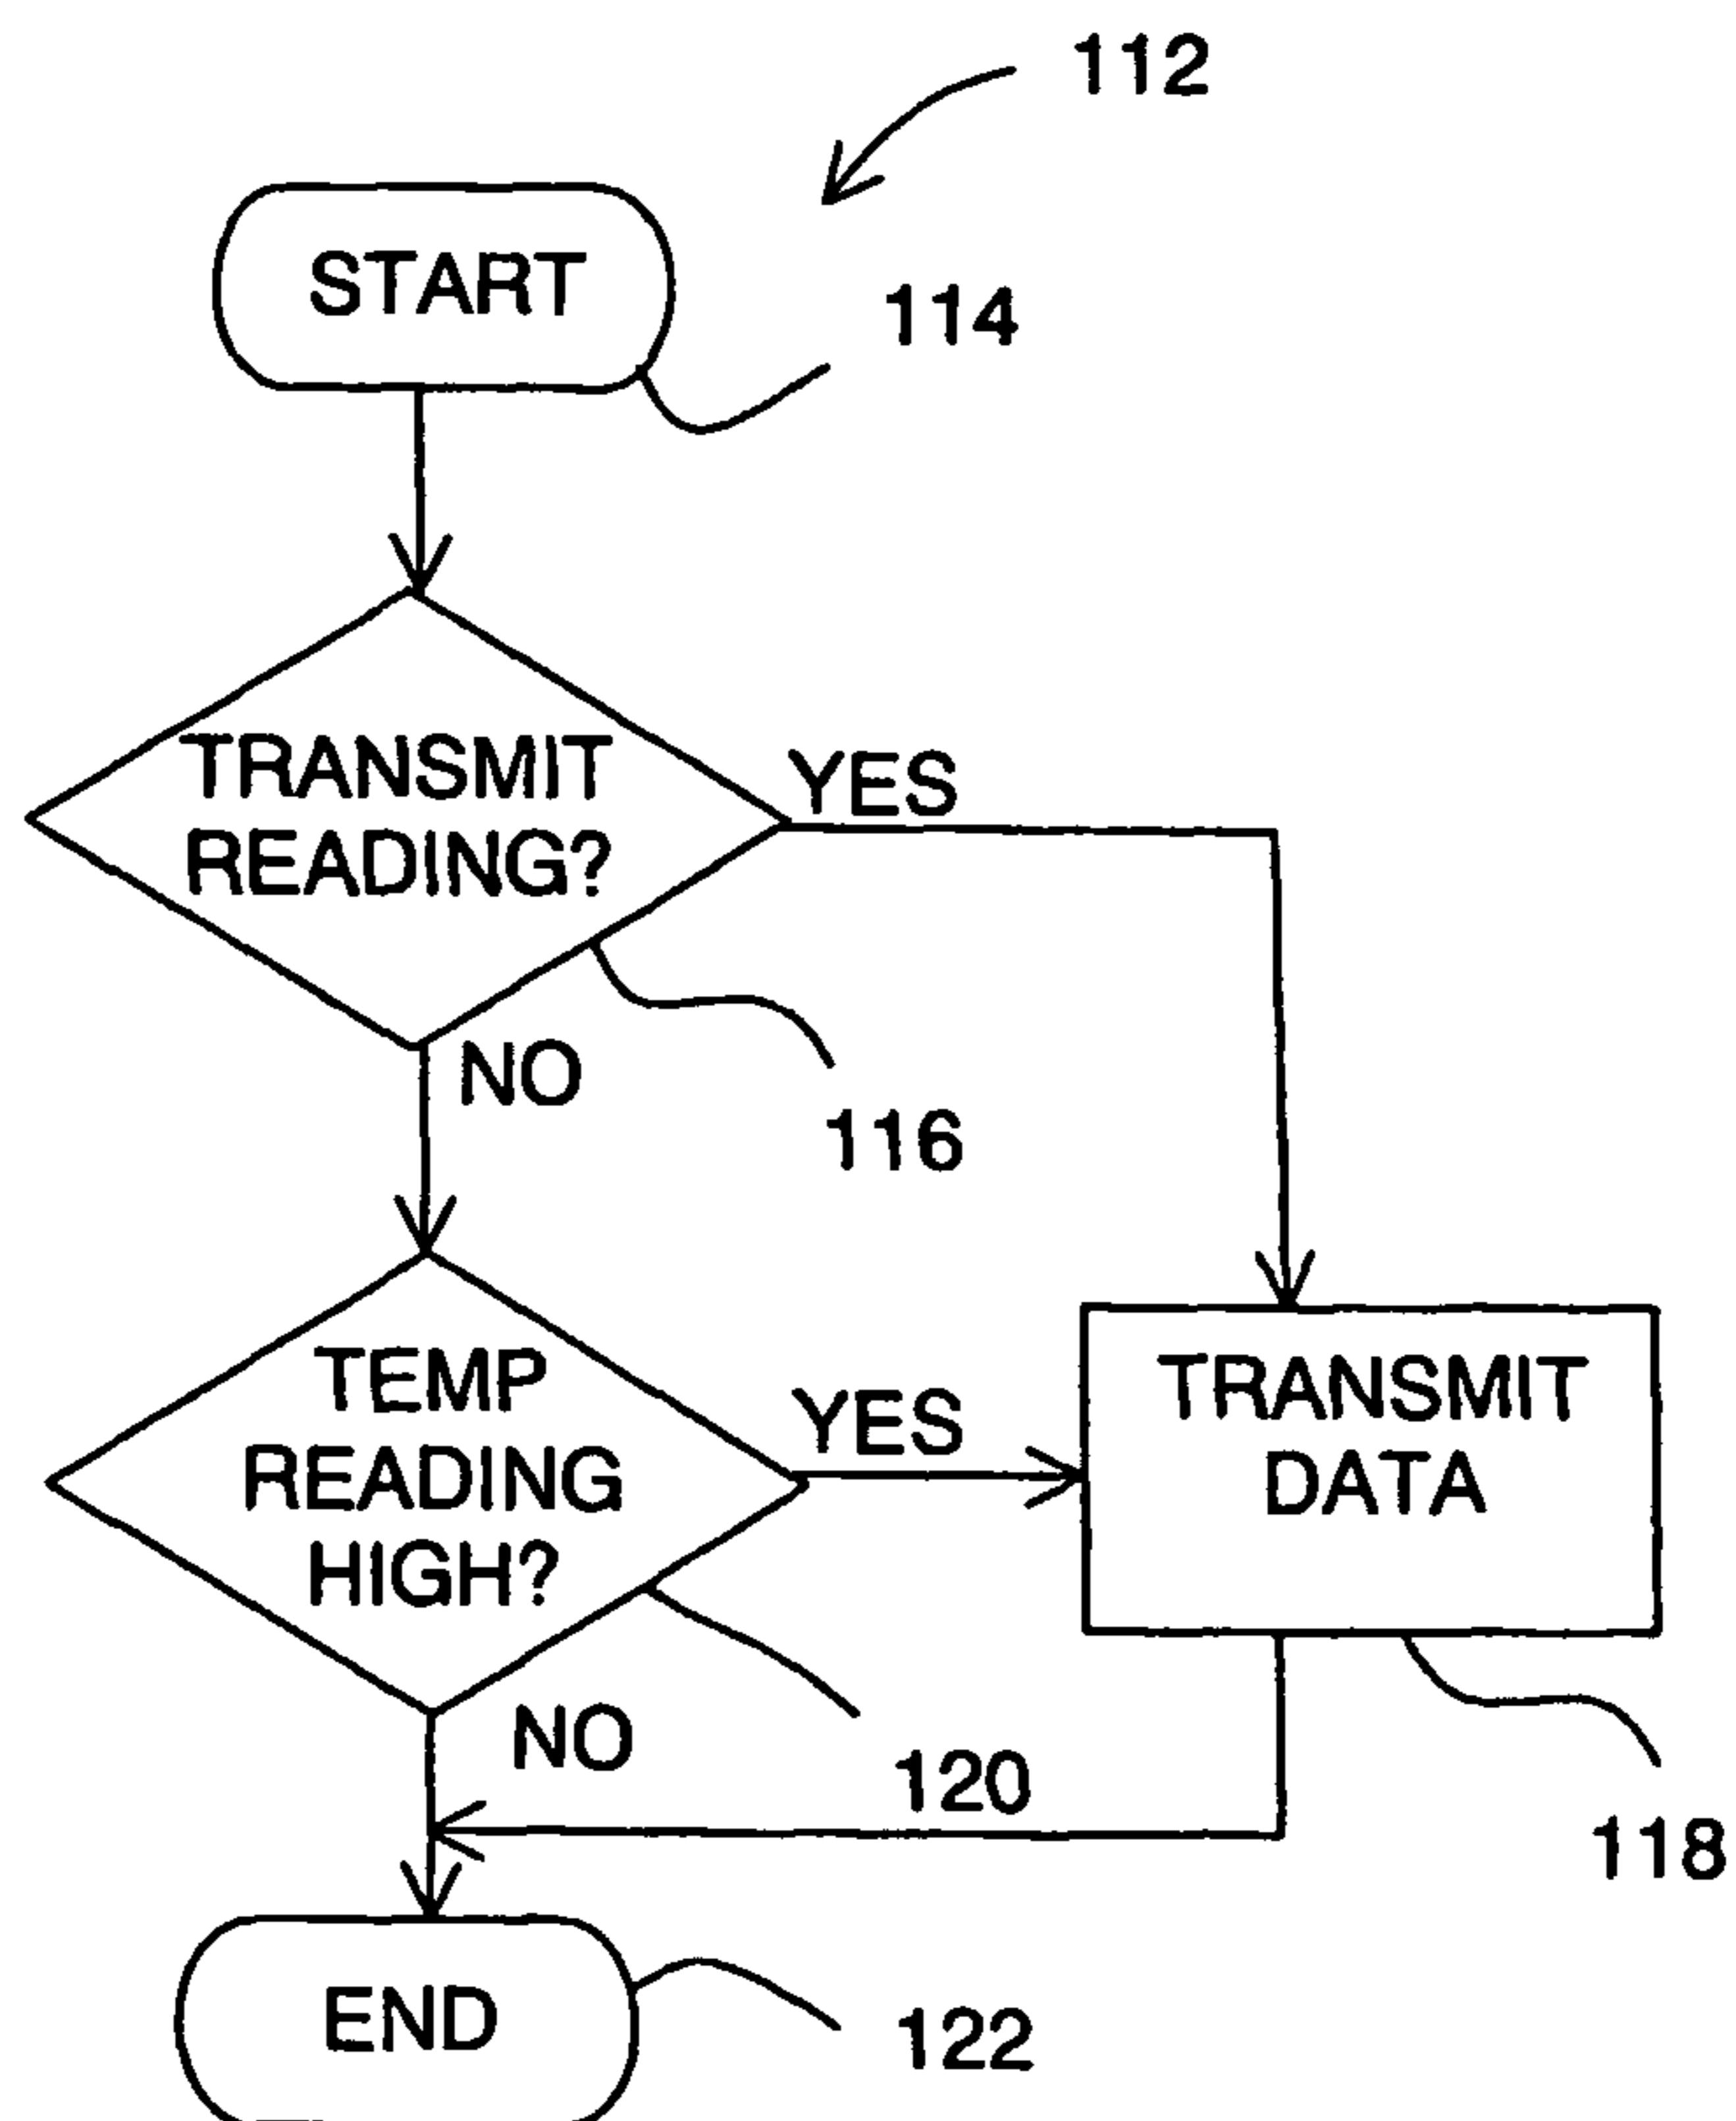 112
START
114
TRANSMIT
READING?
YES
NO
116
TEMP
READING
HIGH?
YES
TRANSMIT
DATA
NO
120
118
END
122